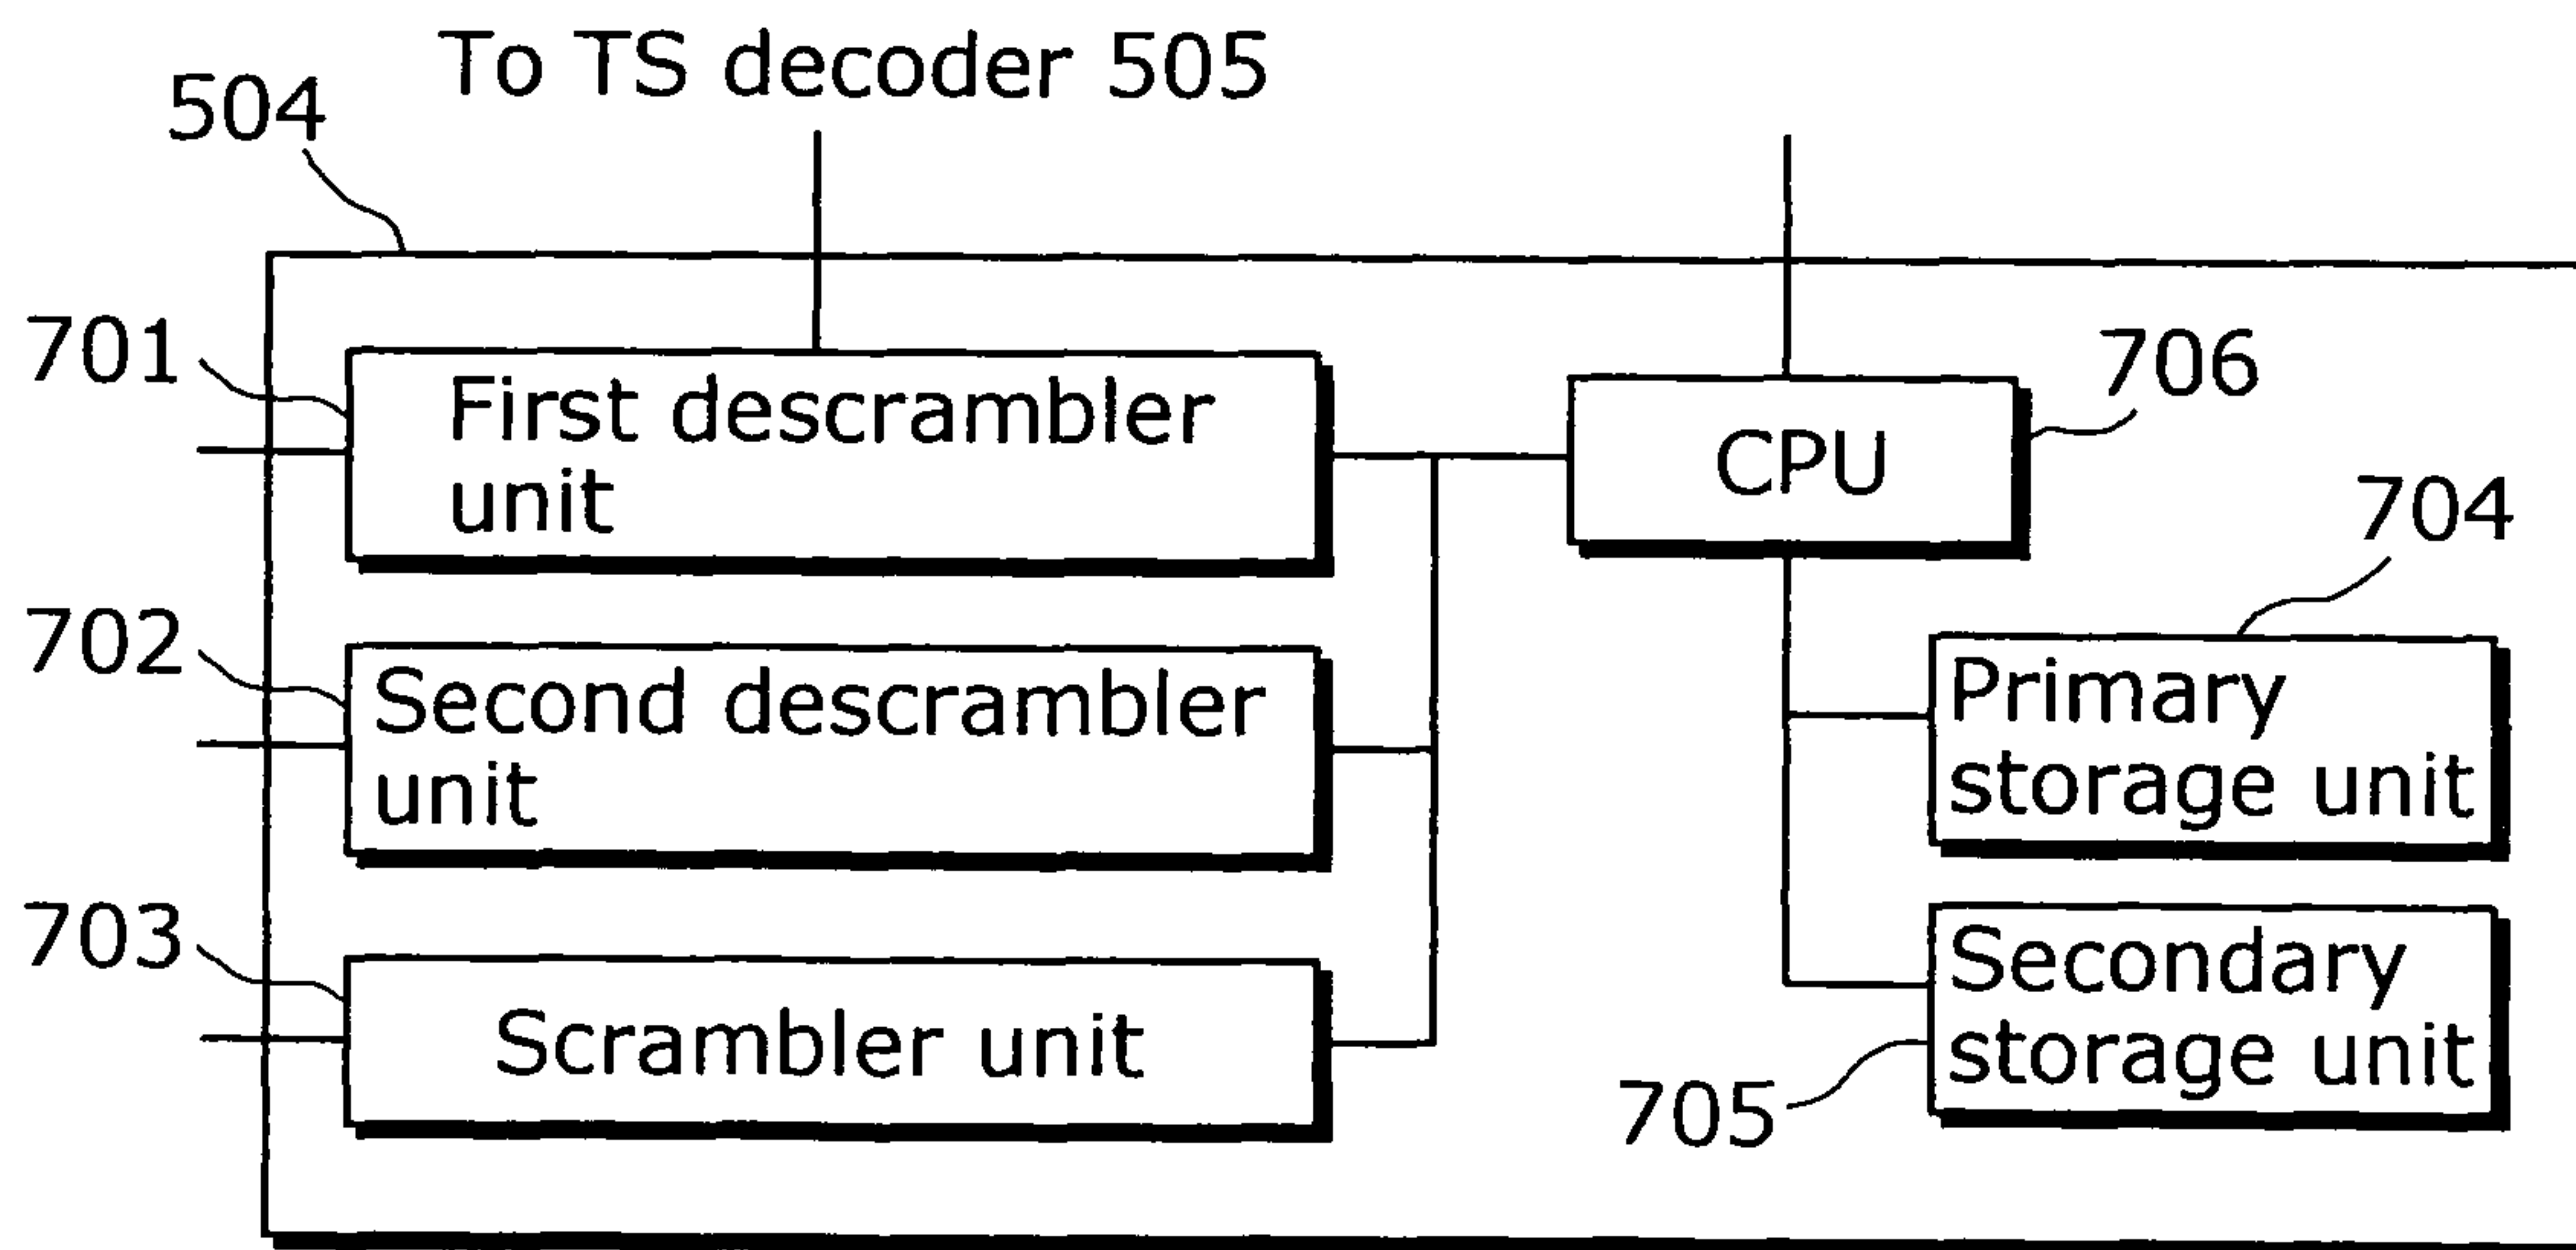 To TS decoder 505
504
701
First descrambler
unit
CPU
706
704
702
Second descrambler
unit
Primary
storage unit
703
Scrambler unit
Secondary
storage unit
705